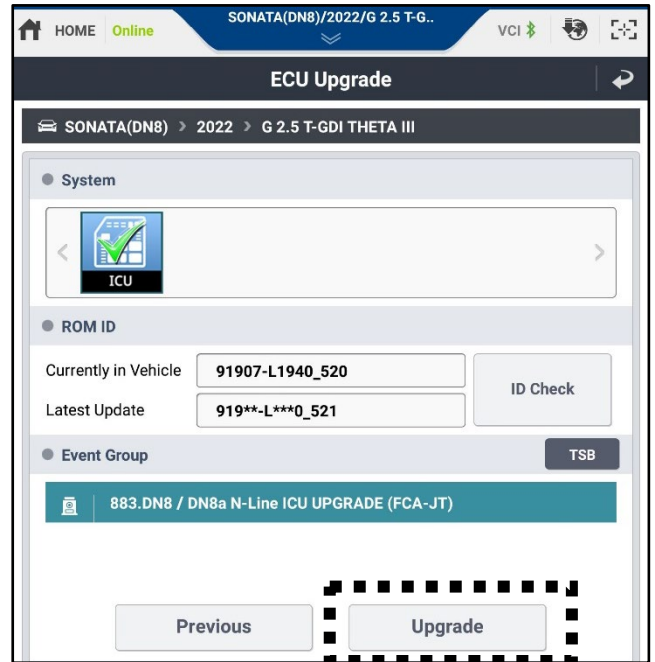 HOME Online SONATA(DN8)/2022/G 2.5 T-G.. VCI
ECU Upgrade
SONATA(DN8) > 2022 > G 2.5 T-GDI THETA III
System
< >
ICU
ROM ID
Currently in Vehicle 91907-L1940_520
ID Check
Latest Update 919**-L***0_521
Event Group TSB
883.DN8 / DN8a N-Line ICU UPGRADE (FCA-JT)
Previous Upgrade